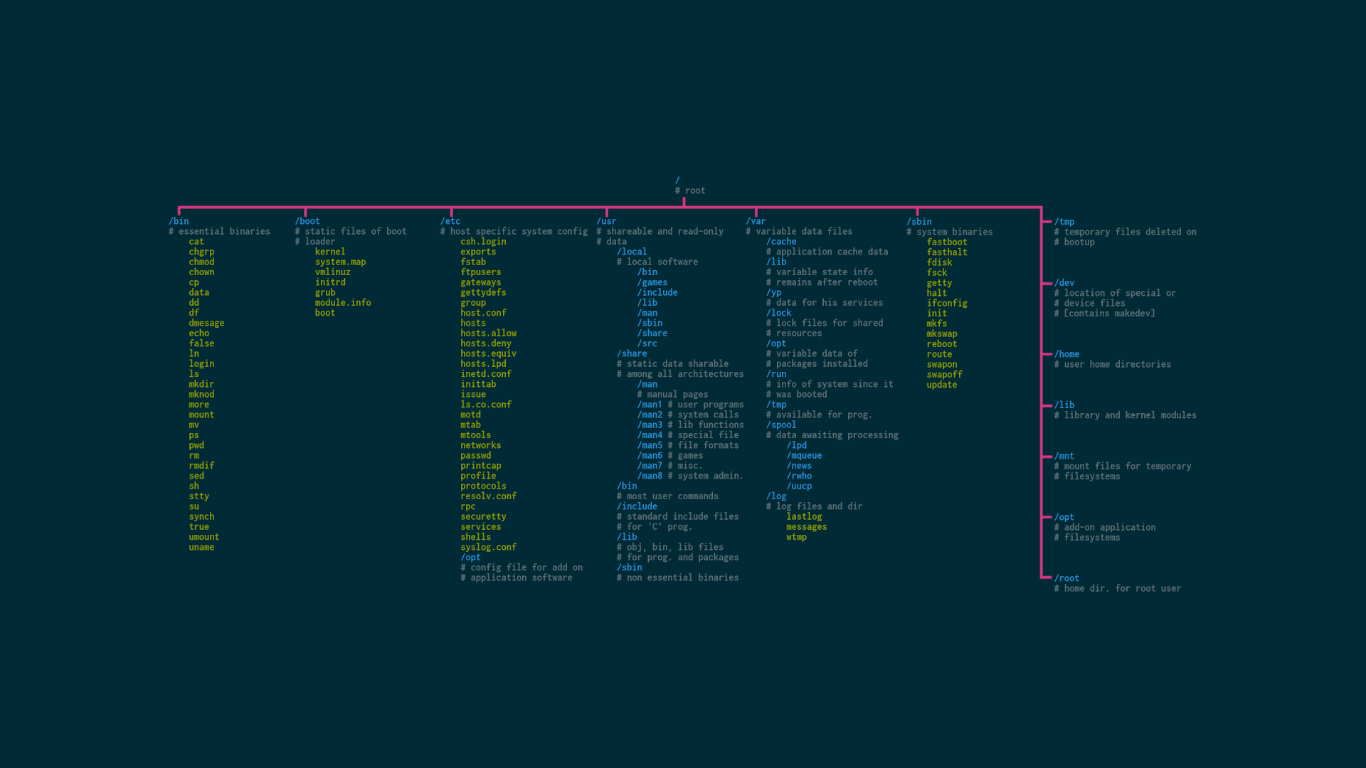 /
# root
/bin
# essential binaries
cat
chgrp
chmod
chown
cp
data
dd
df
dmesage
echo
false
ln
login
ls
mkdir
mknod
more
mount
mv
ps
pwd
rm
rmdif
sed
sh
stty
su
synch
true
umount
uname
/boot
# static files of boot
# loader
kernel
system.map
vmlinuz
initrd
grub
module.info
boot
/etc
# host specific system config
csh.login
exports
fstab
ftpusers
gateways
gettydefs
group
host.conf
hosts
hosts.allow
hosts.deny
hosts.equiv
hosts.lpd
inetd.conf
inittab
issue
ls.co.conf
motd
mtab
mtools
networks
passwd
printcap
profile
protocols
resolv.conf
rpc
securetty
services
shells
syslog.conf
/opt
# config file for add on
# application software
/usr
# shareable and read-only
# data
/local
# local software
/bin
/games
/include
/lib
/man
/sbin
/share
/src
/share
# static data sharable
# among all architectures
/man
# manual pages
/man1 # user programs
/man2 # system calls
/man3 # lib functions
/man4 # special file
/man5 # file formats
/man6 # games
/man7 # misc.
/man8 # system admin.
/bin
# most user commands
/include
# standard include files
# for 'C' prog.
/lib
# obj, bin, lib files
# for prog. and packages
/sbin
# non essential binaries
/var
# variable data files
/cache
# application cache data
/lib
# variable state info
# remains after reboot
/yp
# data for his services
/lock
# lock files for shared
# resources
/opt
# variable data of
# packages installed
/run
# info of system since it
# was booted
/tmp
# available for prog.
/spool
# data awaiting processing
/lpd
/mqueue
/news
/rwho
/uucp
/log
# log files and dir
lastlog
messages
wtmp
/sbin
# system binaries
fastboot
fasthalt
fdisk
fsck
getty
halt
ifconfig
init
mkfs
mkswap
reboot
route
swapon
swapoff
update
/tmp
# temporary files deleted on
# bootup
/dev
# location of special or
# device files
# [contains makedev]
/home
# user home directories
/lib
# library and kernel modules
/mnt
# mount files for temporary
# filesystems
/opt
# add-on application
# filesystems
/root
# home dir. for root user